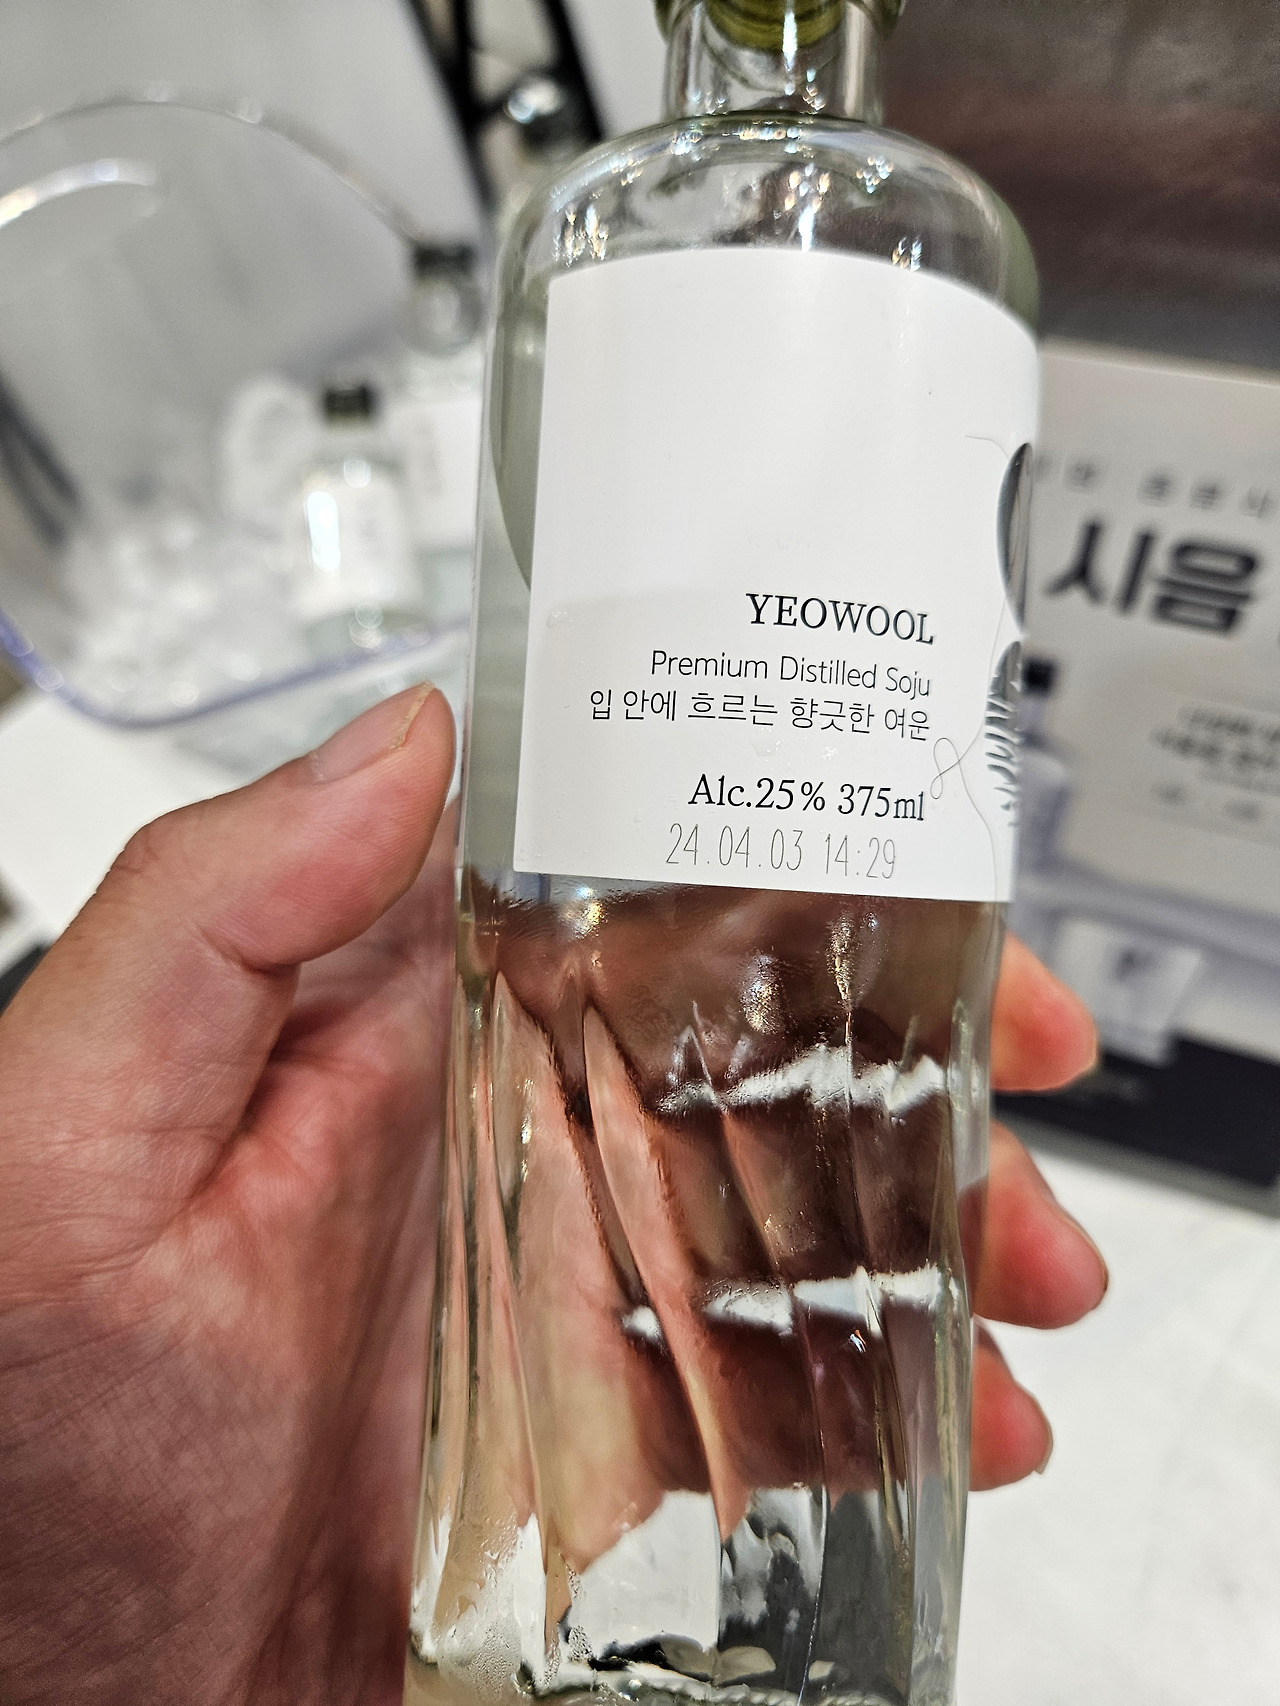 YEOWOOL
Premium Distilled Soju
입 안에 흐르는 향긋한 여운
Alc.25% 375ml
24.04.03 14:29
시음